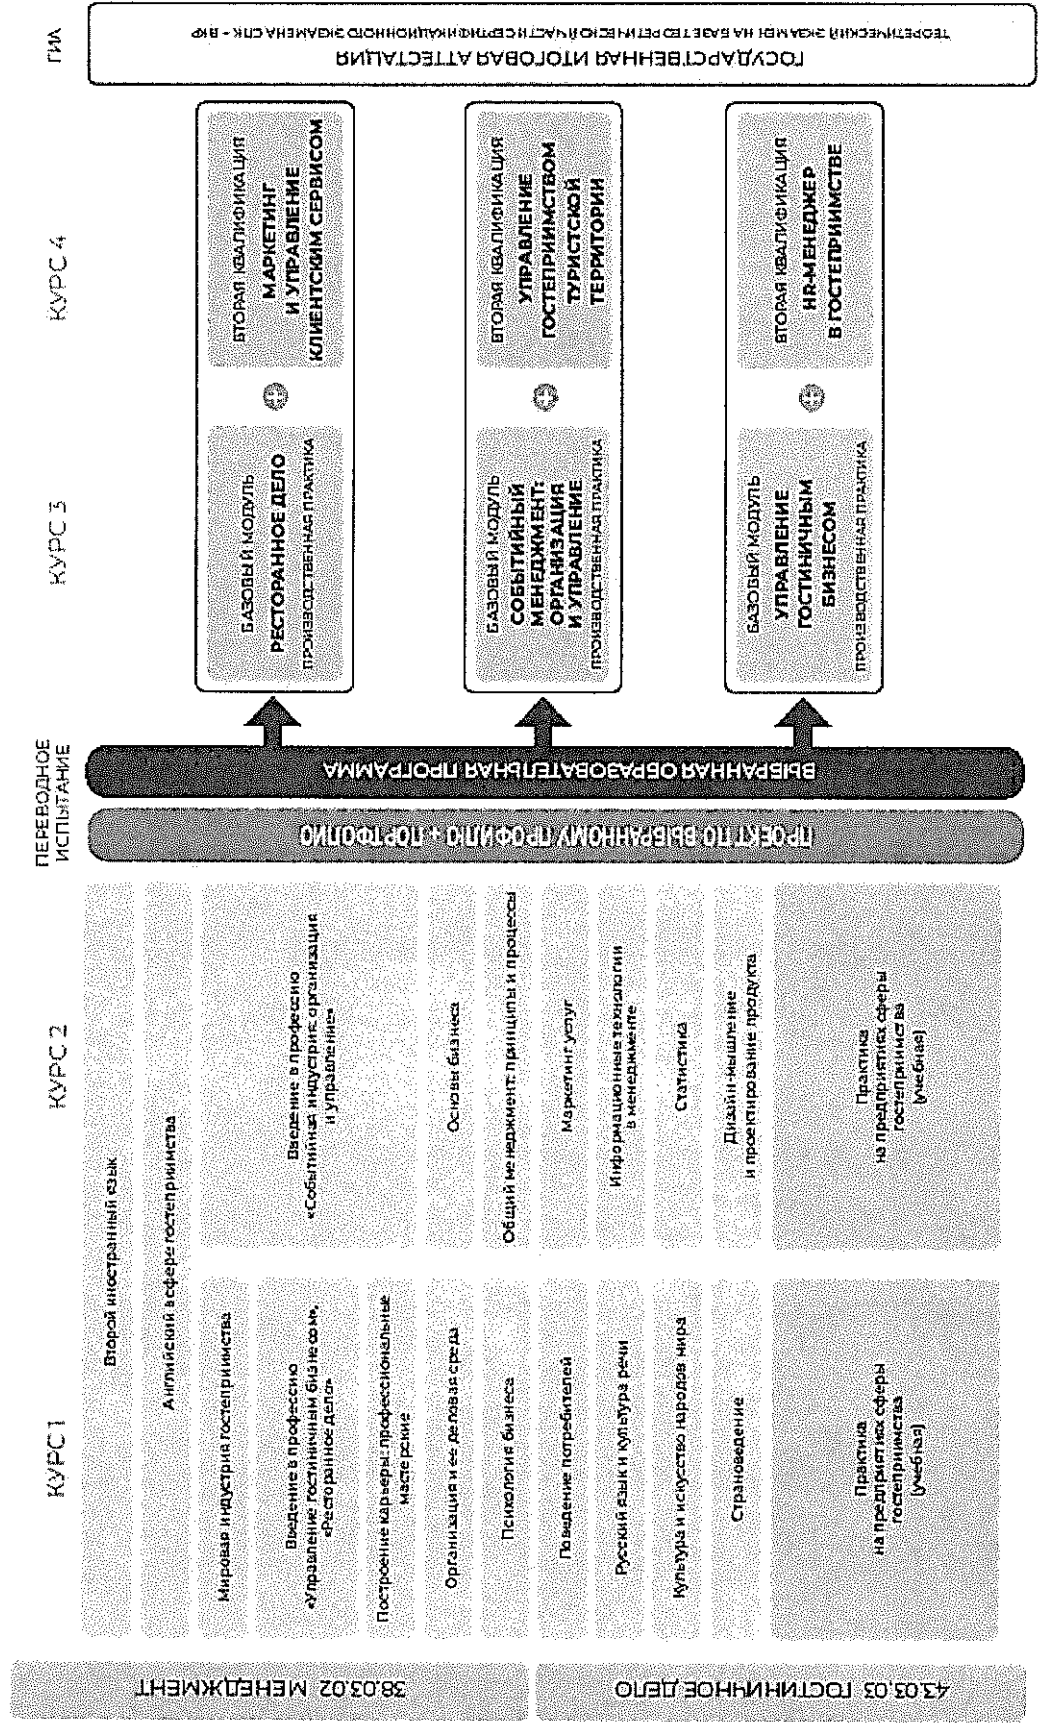 38.03.02 МЕНЕДЖМЕНТ
43.03.03 ГОСТИНИЧНОЕ ДЕЛО
КУРС 1
КУРС 2
ПЕРЕВОДНОЕ
ИСПЫТАНИЕ
КУРС 3
КУРС 4
ГИА
Второй иностранный язык
Английский в сфере гостеприимства
Мировая индустрия гостеприимства
Введение в профессию
«Управление гостиничным бизнесом»,
«Ресторанное дело»
Построение карьеры: профессиональные
мастерские
Организация и ее деловая среда
Психология бизнеса
Поведение потребителей
Русский язык и культура речи
Культура и искусство народов мира
Страноведение
Практика
на предприятиях сферы
гостеприимства
(учебная)
Введение в профессию
«Событийная индустрия: организация
и управление»
Основы бизнеса
Общий менеджмент: принципы и процессы
Маркетинг услуг
Информационные технологии
в менеджменте
Статистика
Дизайн-мышление
и проектирование продукта
Практика
на предприятиях сферы
гостеприимства
(учебная)
ПРОЕКТ ПО ВЫБРАННОМУ ПРОФИЛЮ + ПОРТФОЛИО
ВЫБРАННАЯ ОБРАЗОВАТЕЛЬНАЯ ПРОГРАММА
БАЗОВЫЙ МОДУЛЬ
РЕСТОРАННОЕ ДЕЛО
ПРОИЗВОДСТВЕННАЯ ПРАКТИКА
ВТОРАЯ КВАЛИФИКАЦИЯ
МАРКЕТИНГ
И УПРАВЛЕНИЕ
КЛИЕНТСКИМ СЕРВИСОМ
БАЗОВЫЙ МОДУЛЬ
СОБЫТИЙНЫЙ
МЕНЕДЖМЕНТ:
ОРГАНИЗАЦИЯ
И УПРАВЛЕНИЕ
ПРОИЗВОДСТВЕННАЯ ПРАКТИКА
ВТОРАЯ КВАЛИФИКАЦИЯ
УПРАВЛЕНИЕ
ГОСТЕПРИИМСТВОМ
ТУРИСТСКОЙ
ТЕРРИТОРИИ
БАЗОВЫЙ МОДУЛЬ
УПРАВЛЕНИЕ
ГОСТИНИЧНЫМ
БИЗНЕСОМ
ПРОИЗВОДСТВЕННАЯ ПРАКТИКА
ВТОРАЯ КВАЛИФИКАЦИЯ
HR-МЕНЕДЖЕР
В ГОСТЕПРИИМСТВЕ
ГОСУДАРСТВЕННАЯ ИТОГОВАЯ АТТЕСТАЦИЯ
ТЕОРЕТИЧЕСКИЙ ЭКЗАМЕН НА БАЗЕ ТЕОРЕТИЧЕСКОЙ ЧАСТИ СЕРТИФИКАЦИОННОГО ЭКЗАМЕНА СПК + ВКР